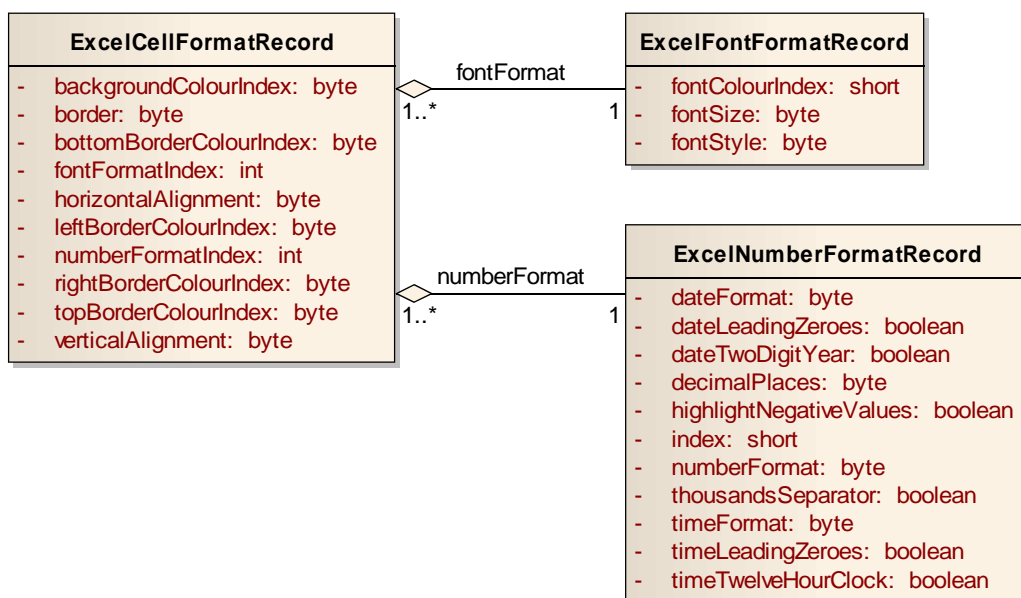 ExcelCellFormatRecord
- backgroundColourIndex: byte
- border: byte
- bottomBorderColourIndex: byte
- fontFormatIndex: int
- horizontalAlignment: byte
- leftBorderColourIndex: byte
- numberFormatIndex: int
- rightBorderColourIndex: byte
- topBorderColourIndex: byte
- verticalAlignment: byte
fontFormat
1..* 1
numberFormat
1..* 1
ExcelFontFormatRecord
- fontColourIndex: short
- fontSize: byte
- fontStyle: byte
ExcelNumberFormatRecord
- dateFormat: byte
- dateLeadingZeroes: boolean
- dateTwoDigitYear: boolean
- decimalPlaces: byte
- highlightNegativeValues: boolean
- index: short
- numberFormat: byte
- thousandsSeparator: boolean
- timeFormat: byte
- timeLeadingZeroes: boolean
- timeTwelveHourClock: boolean